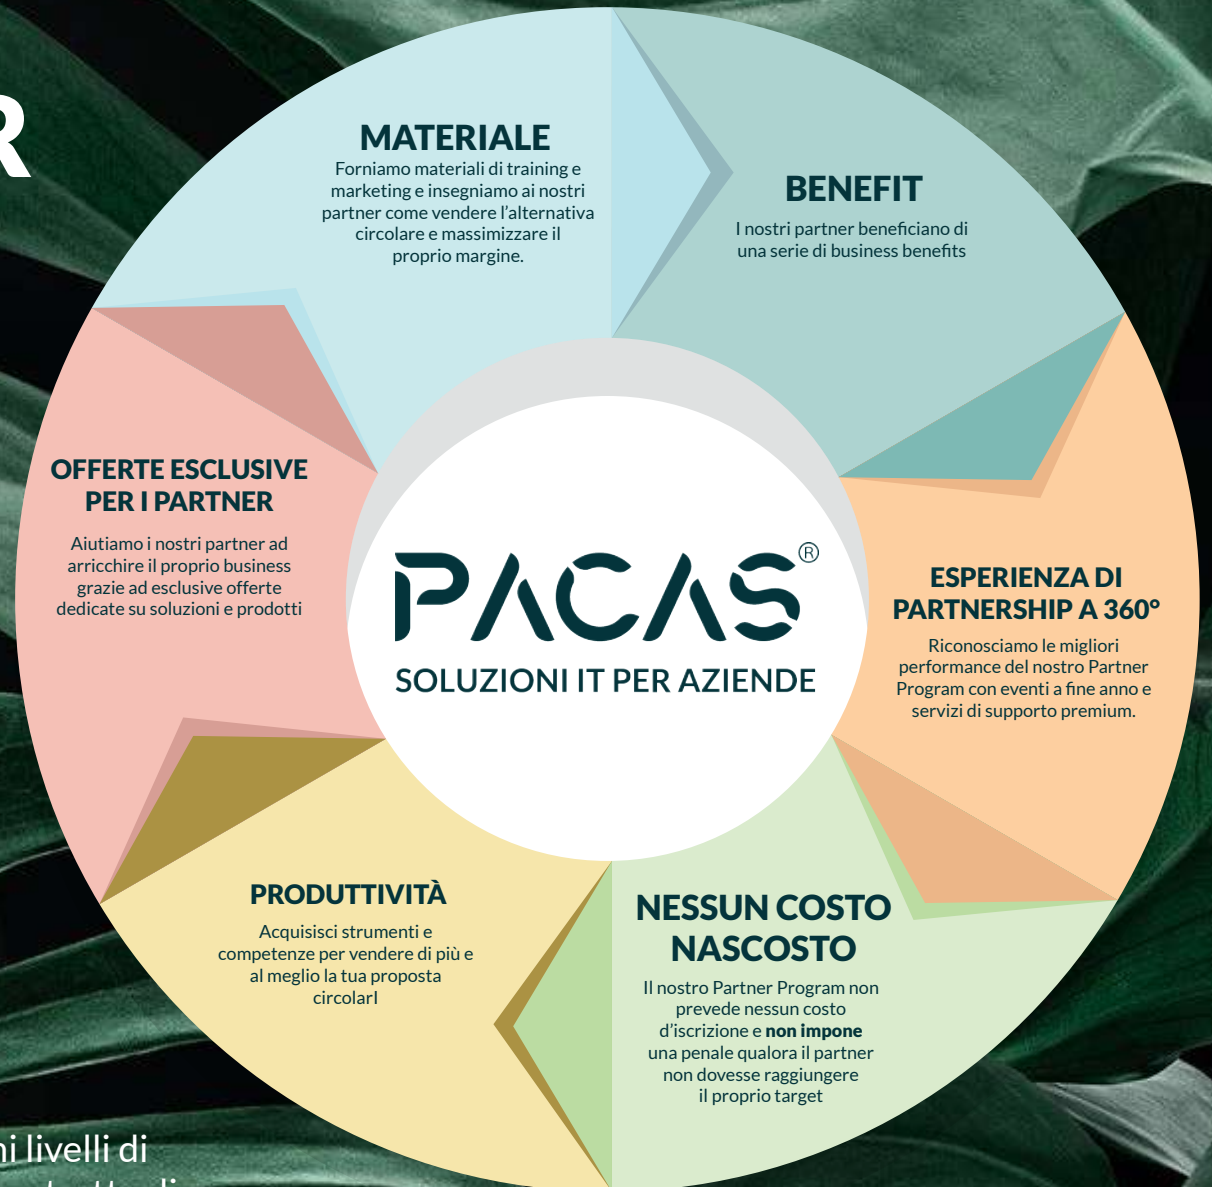 R
MATERIALE
Forniamo materiali di training e
marketing e insegniamo ai nostri
partner come vendere l'alternativa
circolare e massimizzare il
proprio margine.
BENEFIT
I nostri partner beneficiano di
una serie di business benefits
OFFERTE ESCLUSIVE
PER I PARTNER
Aiutiamo i nostri partner ad
arricchire il proprio business
grazie ad esclusive offerte
dedicate su soluzioni e prodotti
PACAS®
SOLUZIONI IT PER AZIENDE
ESPERIENZA DI
PARTNERSHIP A 360°
Riconosciamo le migliori
performance del nostro Partner
Program con eventi a fine anno e
servizi di supporto premium.
PRODUTTIVITÀ
Acquisisci strumenti e
competenze per vendere di più e
al meglio la tua proposta
circolarI
NESSUN COSTO
NASCOSTO
Il nostro Partner Program non
prevede nessun costo
d'iscrizione e non impone
una penale qualora il partner
non dovesse raggiungere
il proprio target
livelli di